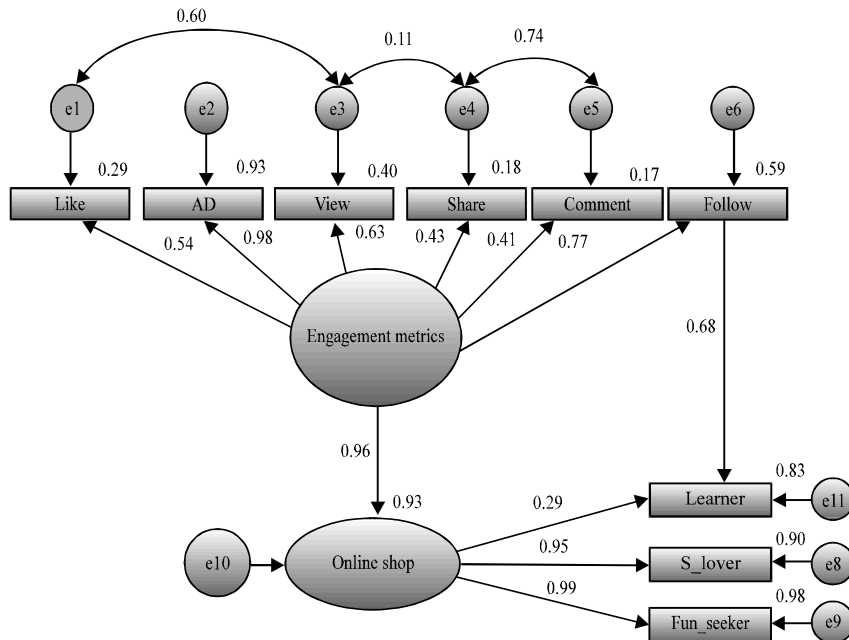 0.60
0.11
0.74
e1
e2
e3
e4
e5
e6
0.29
0.93
0.40
0.18
0.17
0.59
Like
AD
View
Share
Comment
Follow
0.54
0.98
0.63
0.43
0.41
0.77
Engagement metrics
0.68
0.96
0.93
0.83
0.29
Learner
e11
e10
Online shop
0.95
0.90
S_lover
e8
0.99
0.98
Fun_seeker
e9